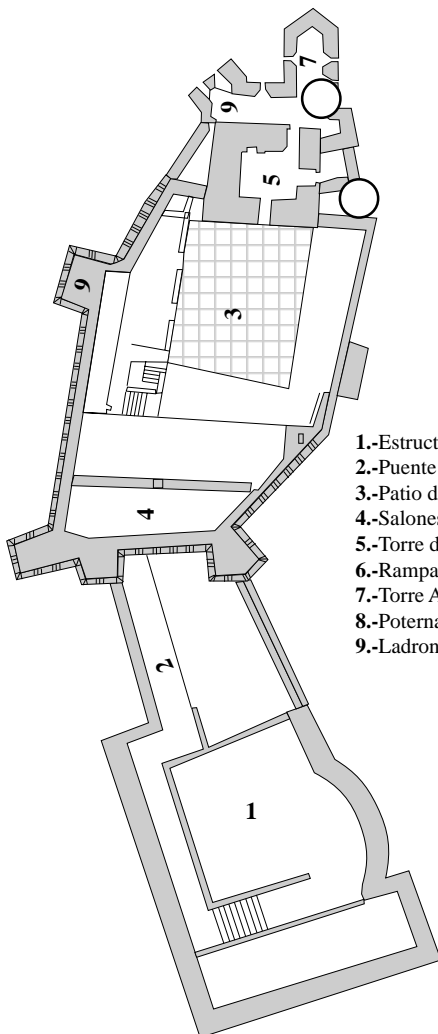 7
9
5
9
3
4
2
1
1.-Estruct
2.-Puente
3.-Patio d
4.-Salones
5.-Torre d
6.-Rampa
7.-Torre A
8.-Poterna
9.-Ladron